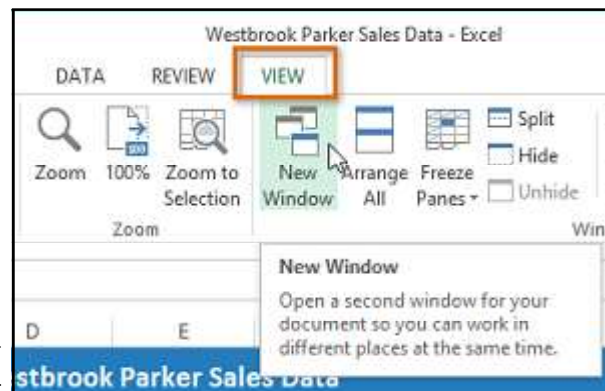 Westbrook Parker Sales Data - Excel
DATA REVIEW VIEW
Zoom 100% Zoom to Selection New Window Arrange All Freeze Panes Split
Hide
Unhide
Zoom Win
New Window
Open a second window for your
document so you can work in
different places at the same time.
D E
stbrook Parker Sales Data